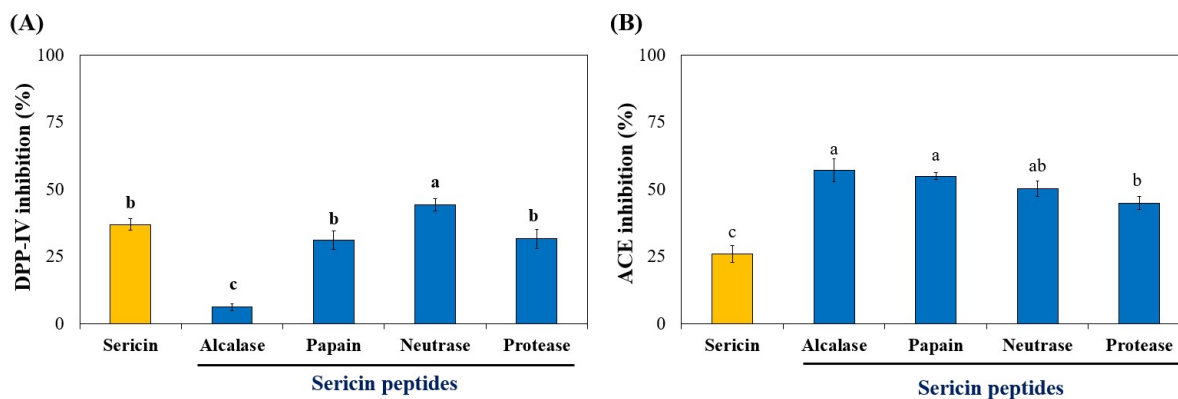 (A)
DPP-IV inhibition (%)
100
75
50
25
0
b
c
b
a
b
Sericin Alcalase Papain Neutrase Protease
Sericin peptides
(B)
ACE inhibition (%)
100
75
50
25
0
c
a
a
ab
b
Sericin Alcalase Papain Neutrase Protease
Sericin peptides